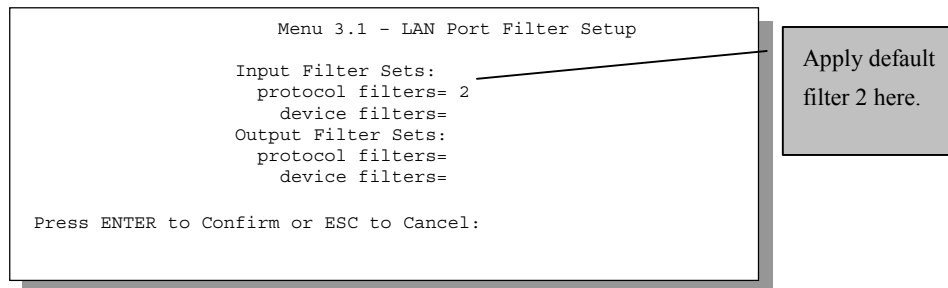 Menu 3.1 – LAN Port Filter Setup
Input Filter Sets:
protocol filters= 2
device filters=
Output Filter Sets:
protocol filters=
device filters=
Press ENTER to Confirm or ESC to Cancel:
Apply default
filter 2 here.